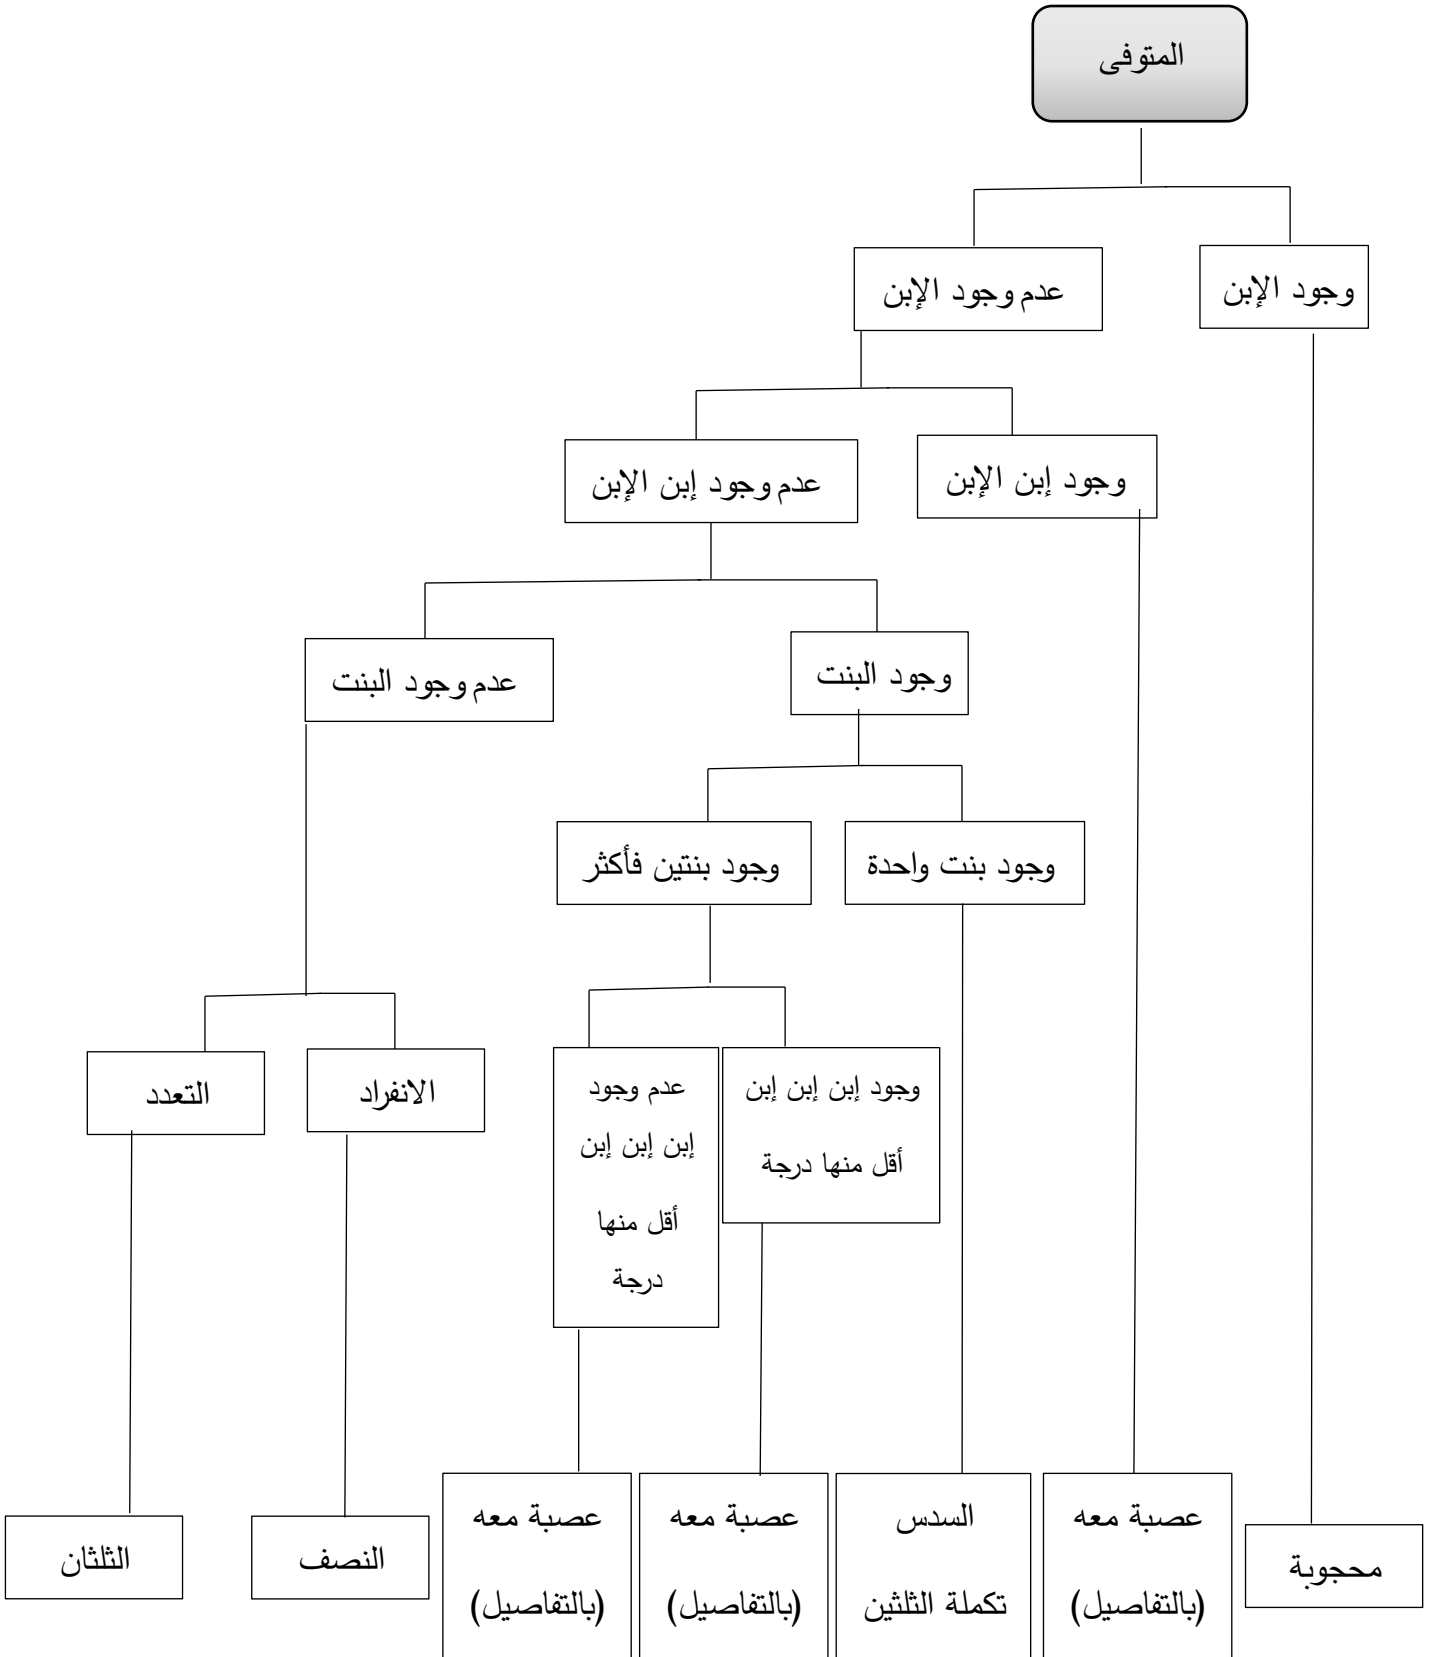 المتوفى
وجود الإبن
عدم وجود الإبن
وجود إبن الإبن
عدم وجود إبن الإبن
وجود البنت
عدم وجود البنت
وجود بنت واحدة
وجود بنتين فأكثر
وجود إبن إبن إبن
أقل منها درجة
عدم وجود
إبن إبن إبن
أقل منها
درجة
الانفراد
التعدد
محجوبة
عصبة معه
(بالتفاصيل)
السدس
تكملة الثلثين
عصبة معه
(بالتفاصيل)
عصبة معه
(بالتفاصيل)
النصف
الثلثان